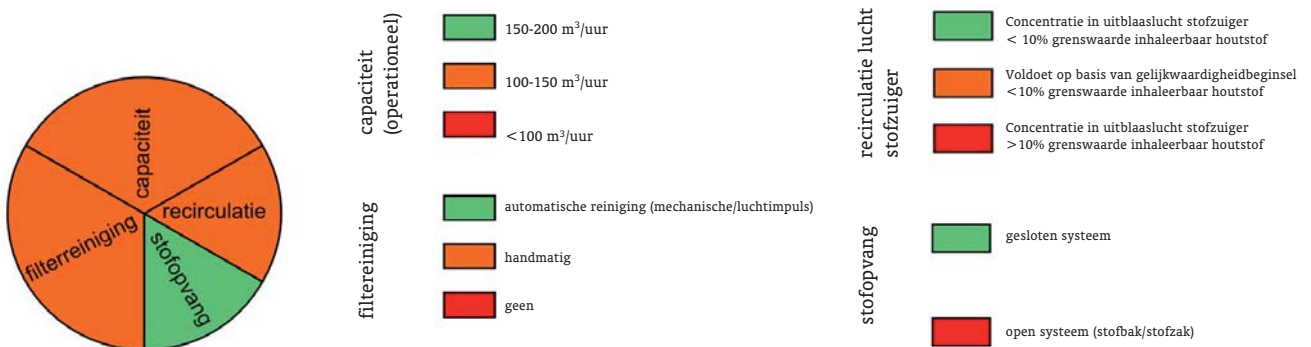 capaciteit
recirculatie
stofopvang
filterreiniging
capaciteit
(operationeel)
150-200 m³/uur
100-150 m³/uur
<100 m³/uur
filtereiniging
automatische reiniging (mechanische/luchtimpuls)
handmatig
geen
recirculatie lucht
stofzuiger
Concentratie in uitblaaslucht stofzuiger
< 10% grenswaarde inhaleerbaar houtstof
Voldoet op basis van gelijkwaardigheidbeginsel
<10% grenswaarde inhaleerbaar houtstof
Concentratie in uitblaaslucht stofzuiger
>10% grenswaarde inhaleerbaar houtstof
stofopvang
gesloten systeem
open systeem (stofbak/stofzak)